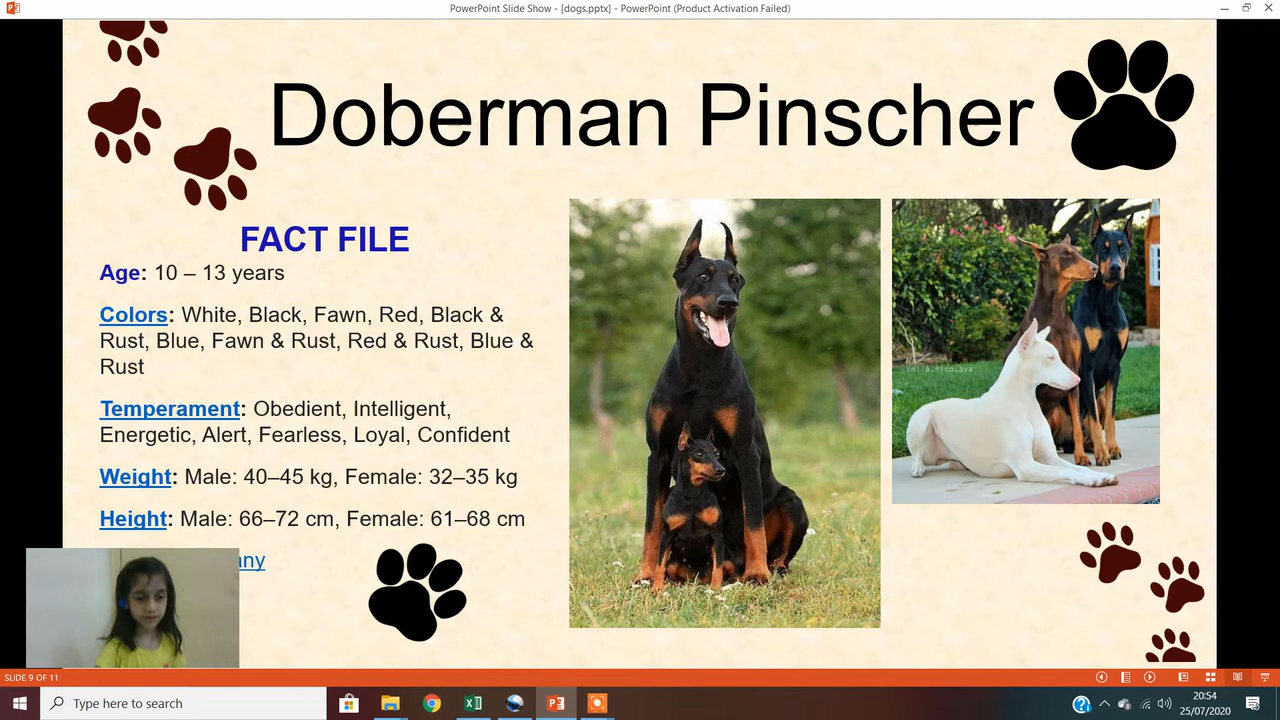 PowerPoint Slide Show - [dogs.pptx] - PowerPoint (Product Activation Failed)
Doberman Pinscher
FACT FILE
Age: 10 – 13 years
Colors: White, Black, Fawn, Red, Black &
Rust, Blue, Fawn & Rust, Red & Rust, Blue &
Rust
Temperament: Obedient, Intelligent,
Energetic, Alert, Fearless, Loyal, Confident
Weight: Male: 40–45 kg, Female: 32–35 kg
Height: Male: 66–72 cm, Female: 61–68 cm
any
@mila.nico.ava
SLIDE 9 OF 11
Type here to search
20:54
25/07/2020